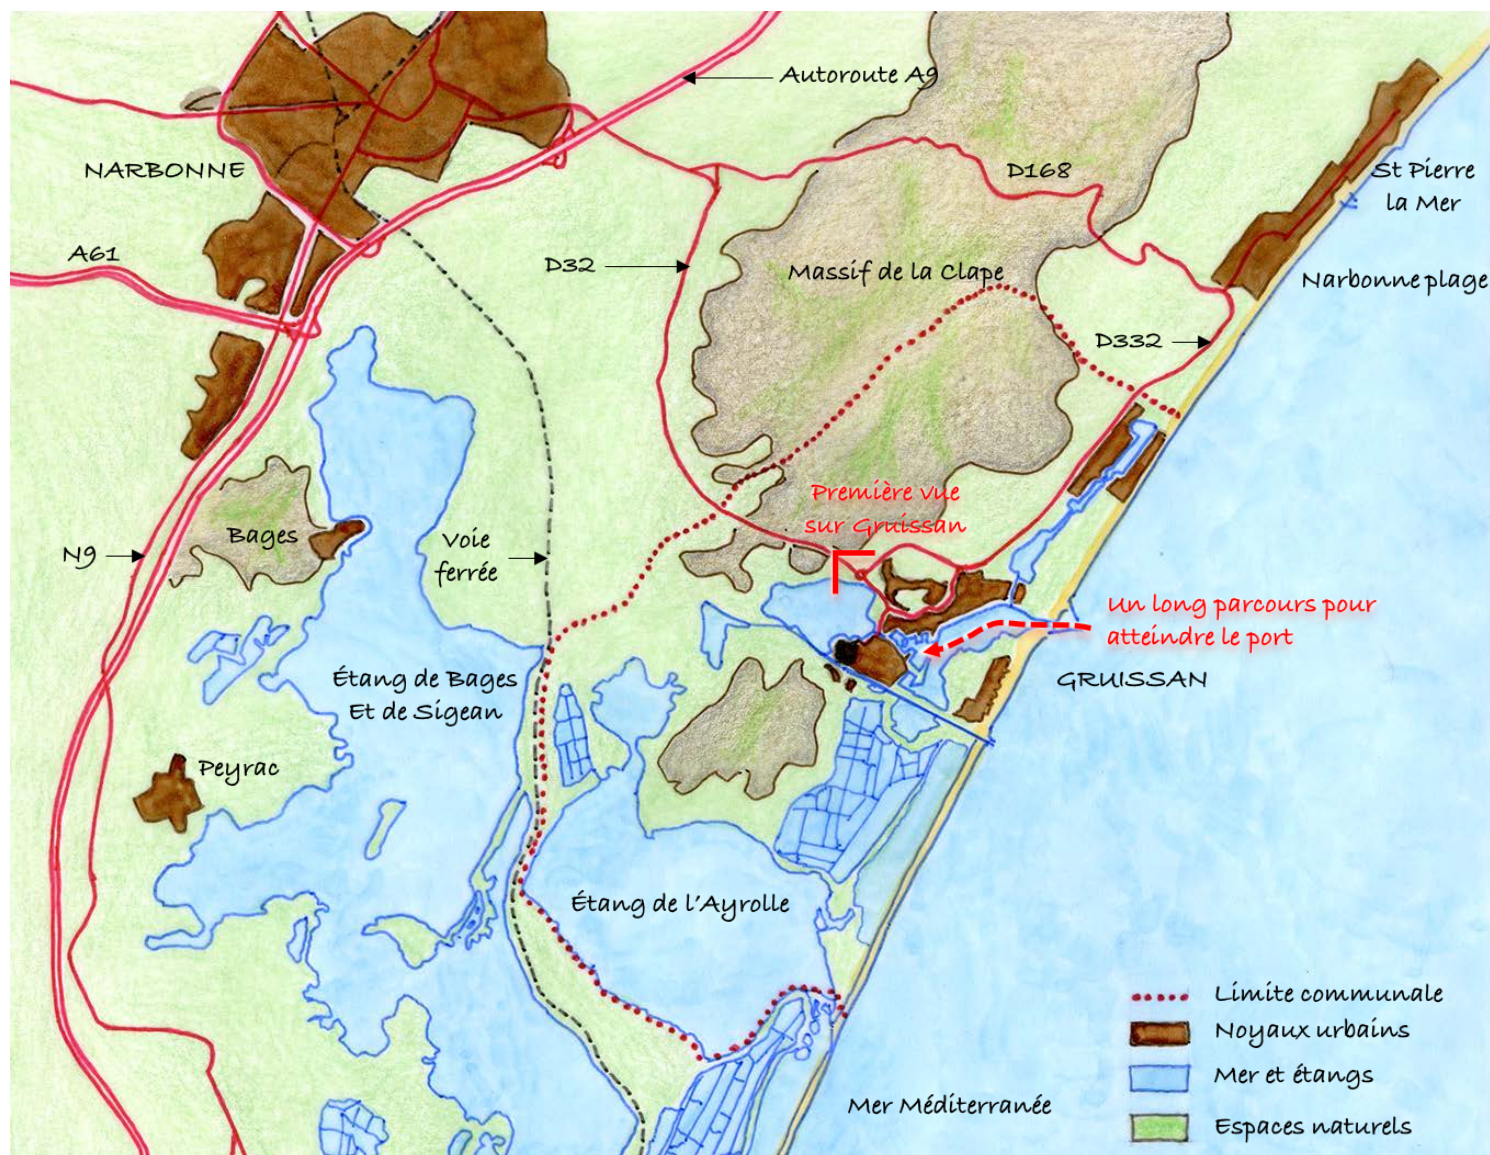 Autoroute A9
NARBONNE
D168
St Pierre
la Mer
A61
D32
Massif de la Clape
Narbonne plage
D332
Première vue
sur Gruissan
Bages
N9
Voie
ferrée
Un long parcours pour
atteindre le port
Étang de Bages
Et de Sigean
GRUISSAN
Peyrac
Étang de l'Ayrolle
Limite communale
Noyaux urbains
Mer et étangs
Mer Méditerranée
Espaces naturels